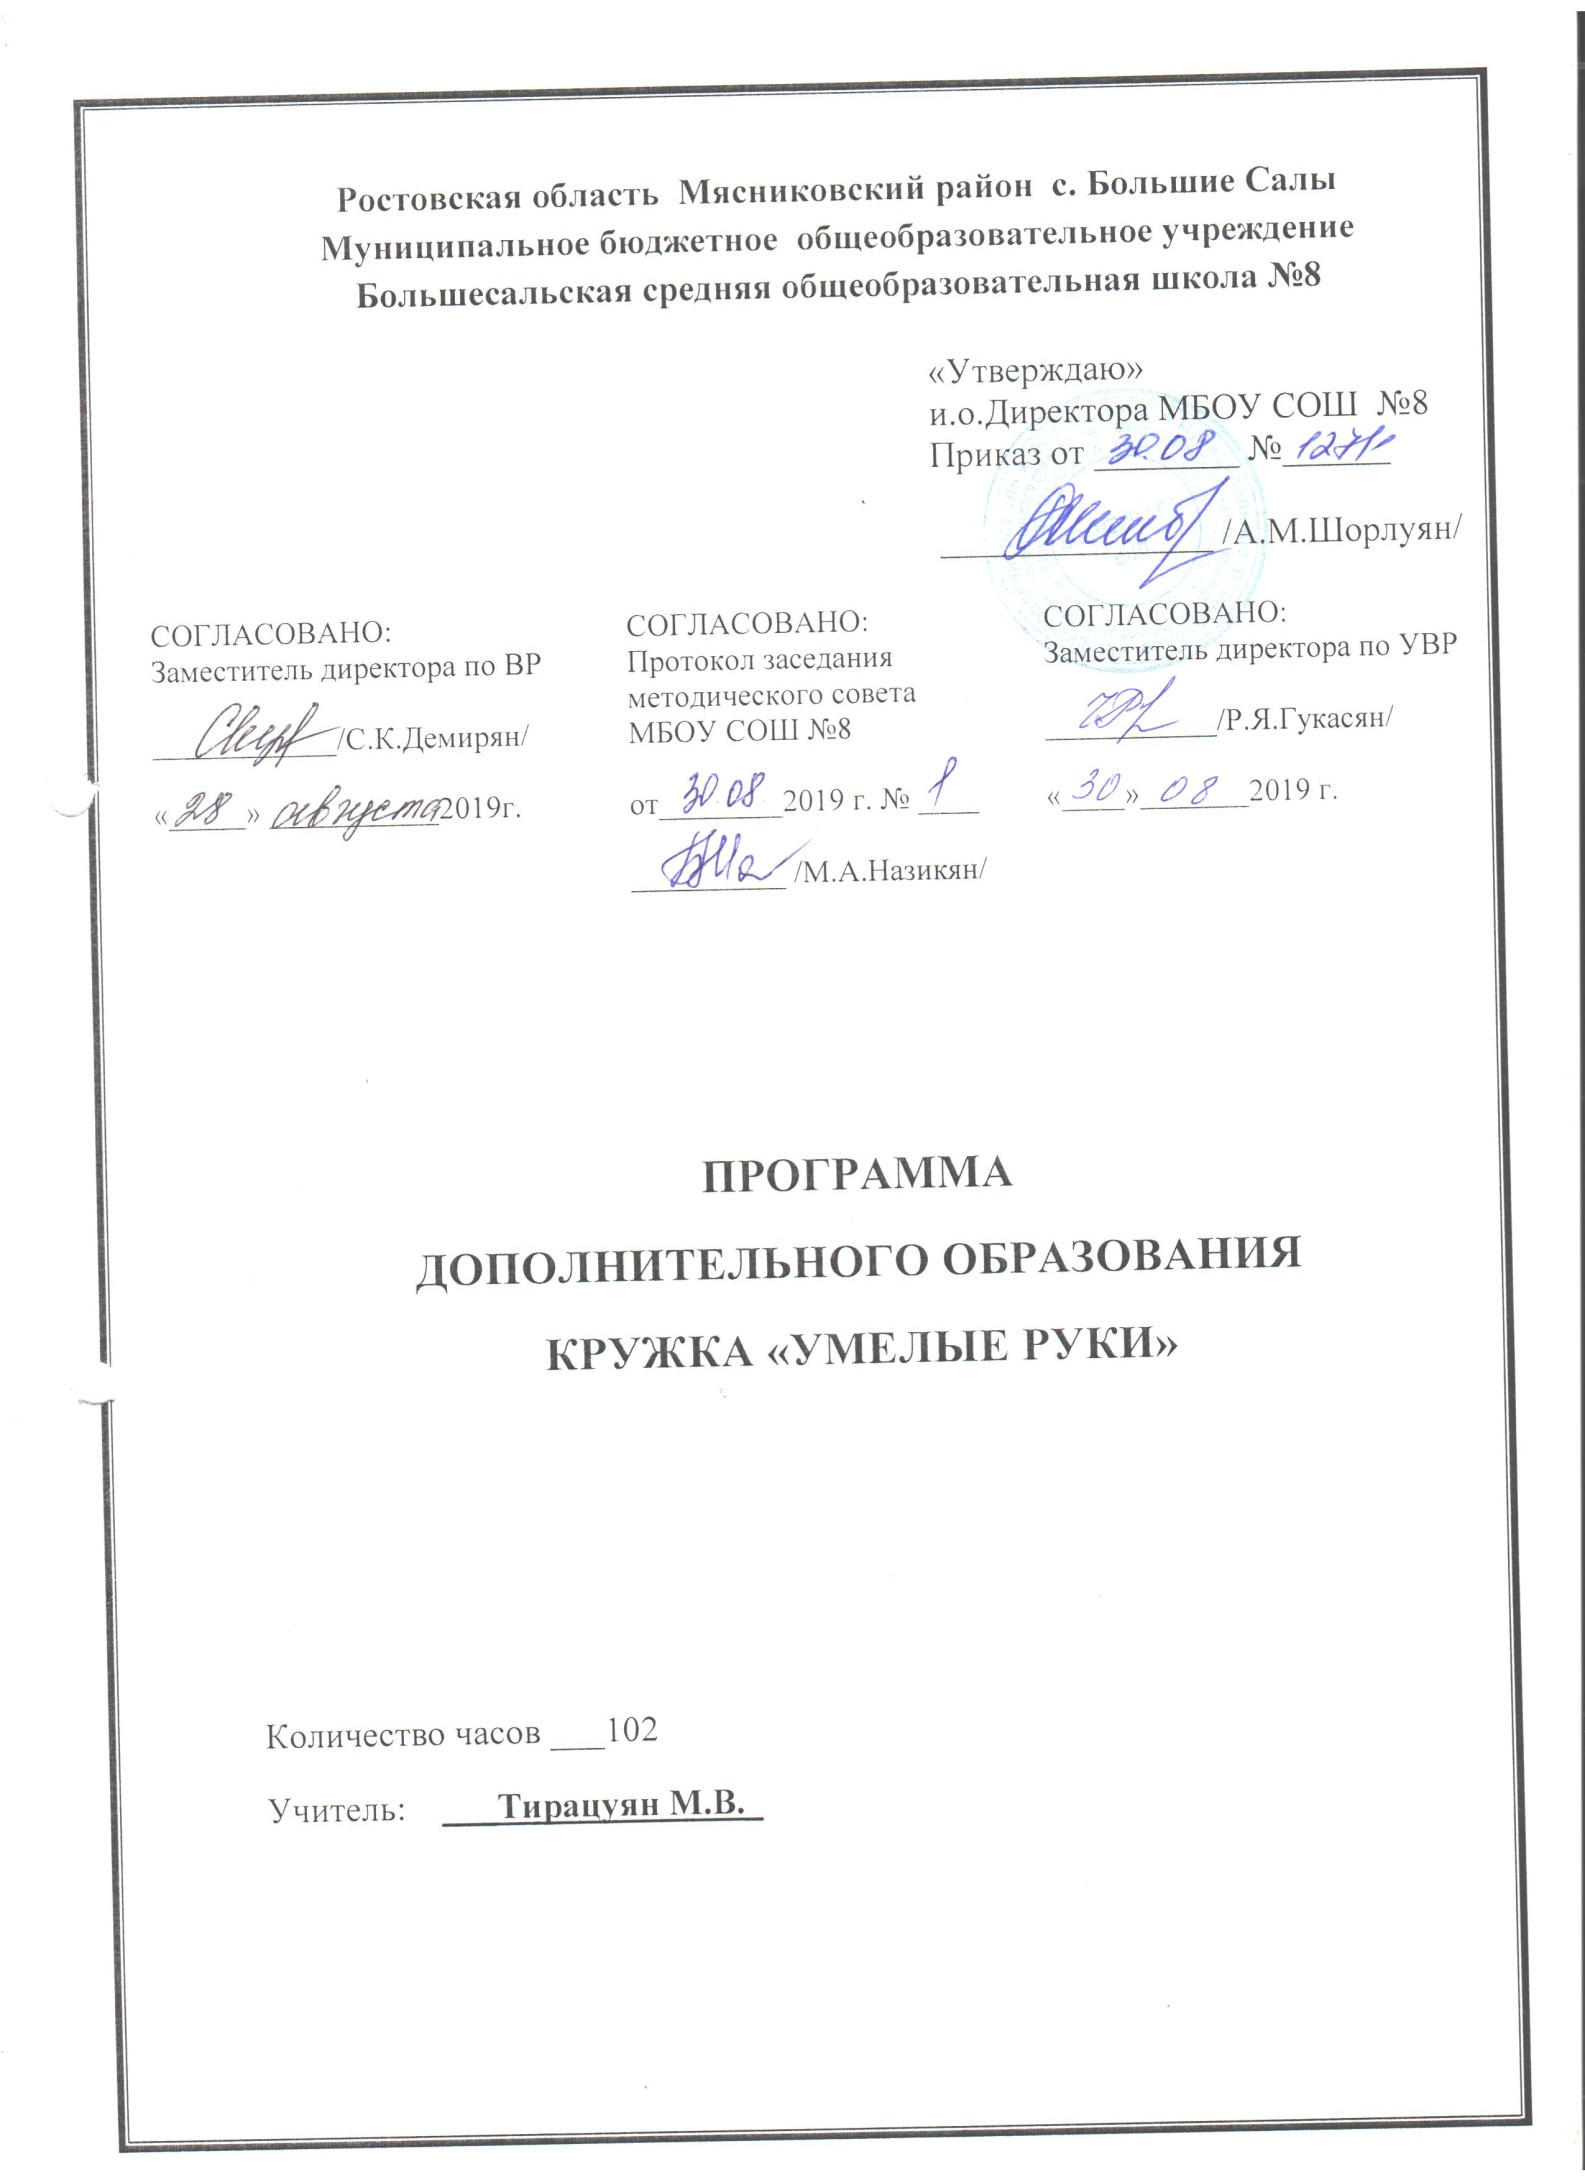 Ростовская область  Мясниковский район  с. Большие Салы
Муниципальное бюджетное  общеобразовательное учреждение
Большесальская средняя общеобразовательная школа №8
«Утверждаю»
и.о.Директора МБОУ СОШ  №8
Приказ от 30.08 №
/А.М.Шорлуян/
СОГЛАСОВАНО:
Заместитель директора по ВР
/С.К.Демирян/
«28» августа 2019г.
СОГЛАСОВАНО:
Протокол заседания
методического совета
МБОУ СОШ №8
от 30.08 2019 г. № 1
/М.А.Назикян/
СОГЛАСОВАНО:
Заместитель директора по УВР
/Р.Я.Гукасян/
«30» 08 2019 г.
ПРОГРАММА
ДОПОЛНИТЕЛЬНОГО ОБРАЗОВАНИЯ
КРУЖКА «УМЕЛЫЕ РУКИ»
Количество часов ___102
Учитель: Тирацуян М.В.